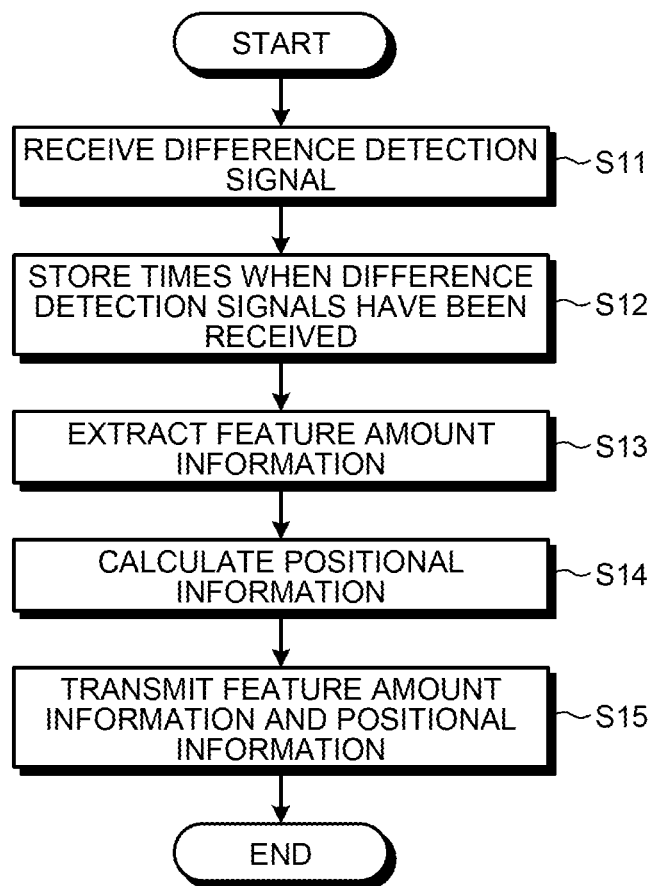 START
RECEIVE DIFFERENCE DETECTION
SIGNAL
S11
STORE TIMES WHEN DIFFERENCE
DETECTION SIGNALS HAVE BEEN
RECEIVED
S12
EXTRACT FEATURE AMOUNT
INFORMATION
S13
CALCULATE POSITIONAL
INFORMATION
S14
TRANSMIT FEATURE AMOUNT
INFORMATION AND POSITIONAL
INFORMATION
S15
END